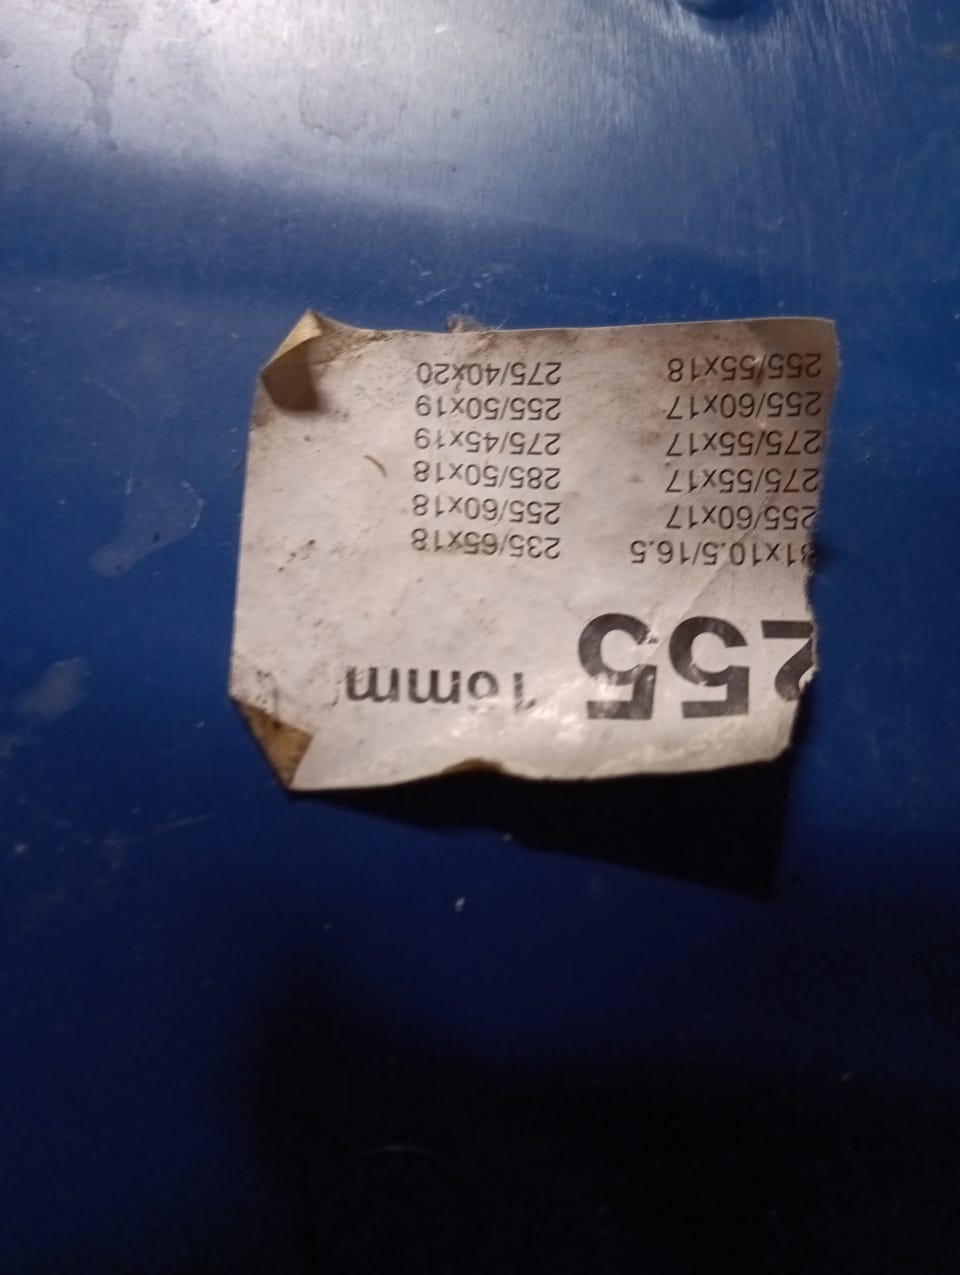 255 16mm
31x10.5/16.5 235/65x18
255/60x17 255/60x18
275/55x17 285/50x18
275/55x17 275/45x19
255/60x17 255/50x19
255/55x18 275/40x20